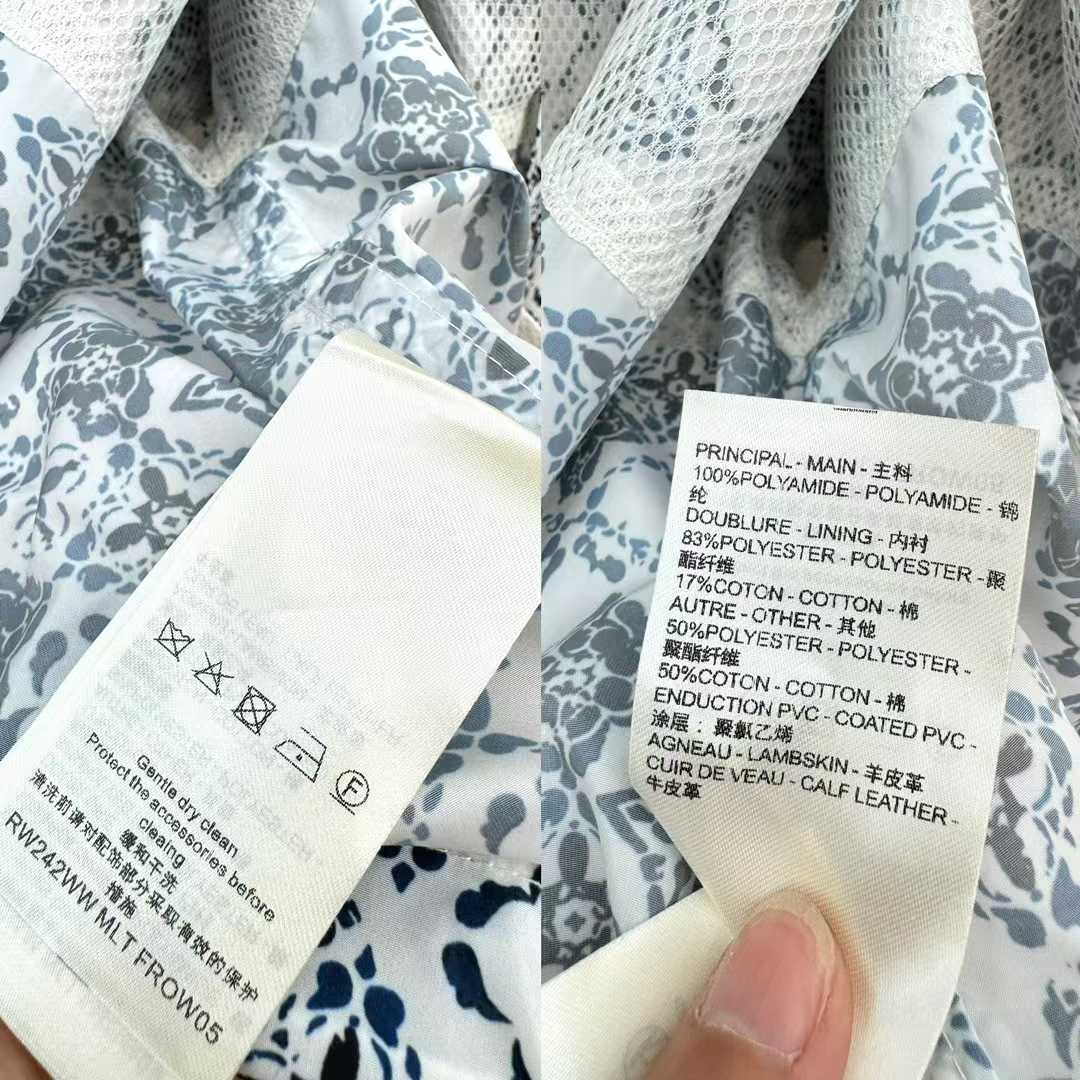 Gentle dry clean
Protect the accessories before
cleaing
缓和干洗
清洗前请对配饰部分采取有效的保护
措施
RW242WW MLT FROW05
F
PRINCIPAL - MAIN - 主料
100%POLYAMIDE - POLYAMIDE - 锦
纶
DOUBLURE - LINING - 内衬
83%POLYESTER - POLYESTER - 聚
酯纤维
17%COTON - COTTON - 棉
AUTRE - OTHER - 其他
50%POLYESTER - POLYESTER -
聚酯纤维
50%COTON - COTTON - 棉
ENDUCTION PVC - COATED PVC -
涂层：聚氯乙烯
AGNEAU - LAMBSKIN - 羊皮革
CUIR DE VEAU - CALF LEATHER -
牛皮革